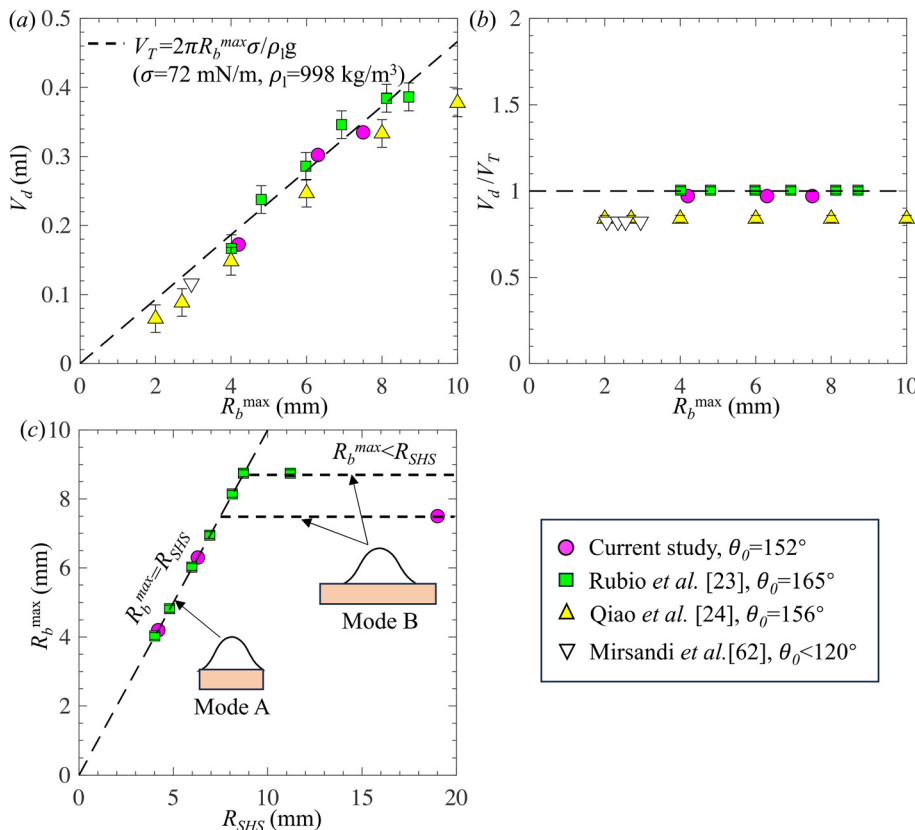 (a)
0.5
0.4
0.3
0.2
0.1
0
V_d (ml)
V_T=2πR_b^maxσ/ρ_lg
(σ=72 mN/m, ρ_l=998 kg/m³)
0 2 4 6 8 10
R_b^max (mm)
(b)
2
1.5
1
0.5
0
V_d/V_T
0 2 4 6 8 10
R_b^max (mm)
(c)
10
8
6
4
2
0
R_b^max (mm)
R_b^max=R_SHS
R_b^max<R_SHS
Mode A
Mode B
0 5 10 15 20
R_SHS (mm)
Current study, θ_0=152°
Rubio et al. [23], θ_0=165°
Qiao et al. [24], θ_0=156°
Mirsandi et al.[62], θ_0<120°